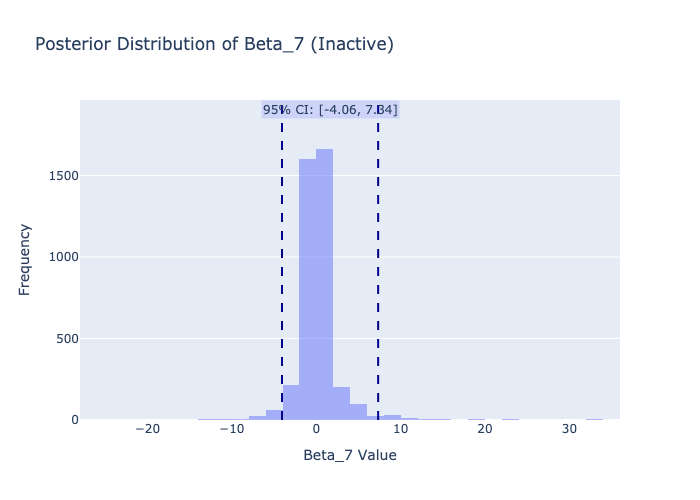 Posterior Distribution of Beta_7 (Inactive)
95% CI: [-4.06, 7.34]
1500
1000
500
0
Frequency
−20
−10
0
10
20
30
Beta_7 Value